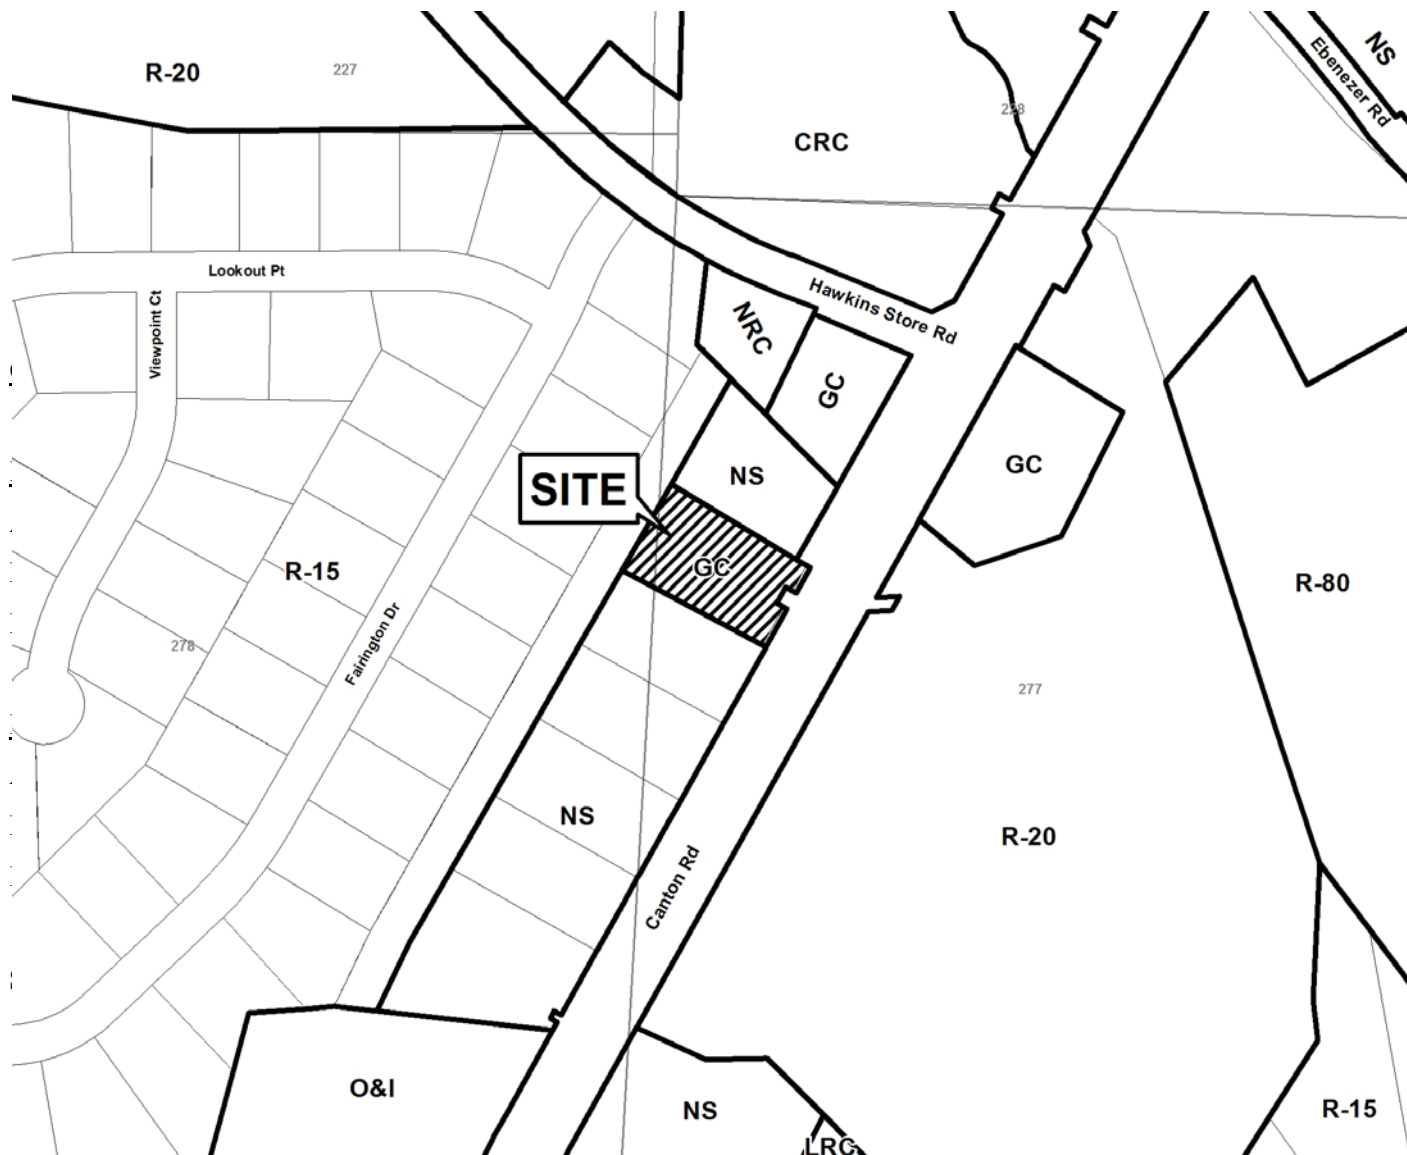 R-20
227
NS
Ebenezer Rd
228
CRC
Lookout Pt
Viewpoint Ct
Hawkins Store Rd
NRC
GC
GC
NS
SITE
GC
R-15
R-80
Fairington Dr
278
277
NS
R-20
Canton Rd
O&I
NS
R-15
LRC